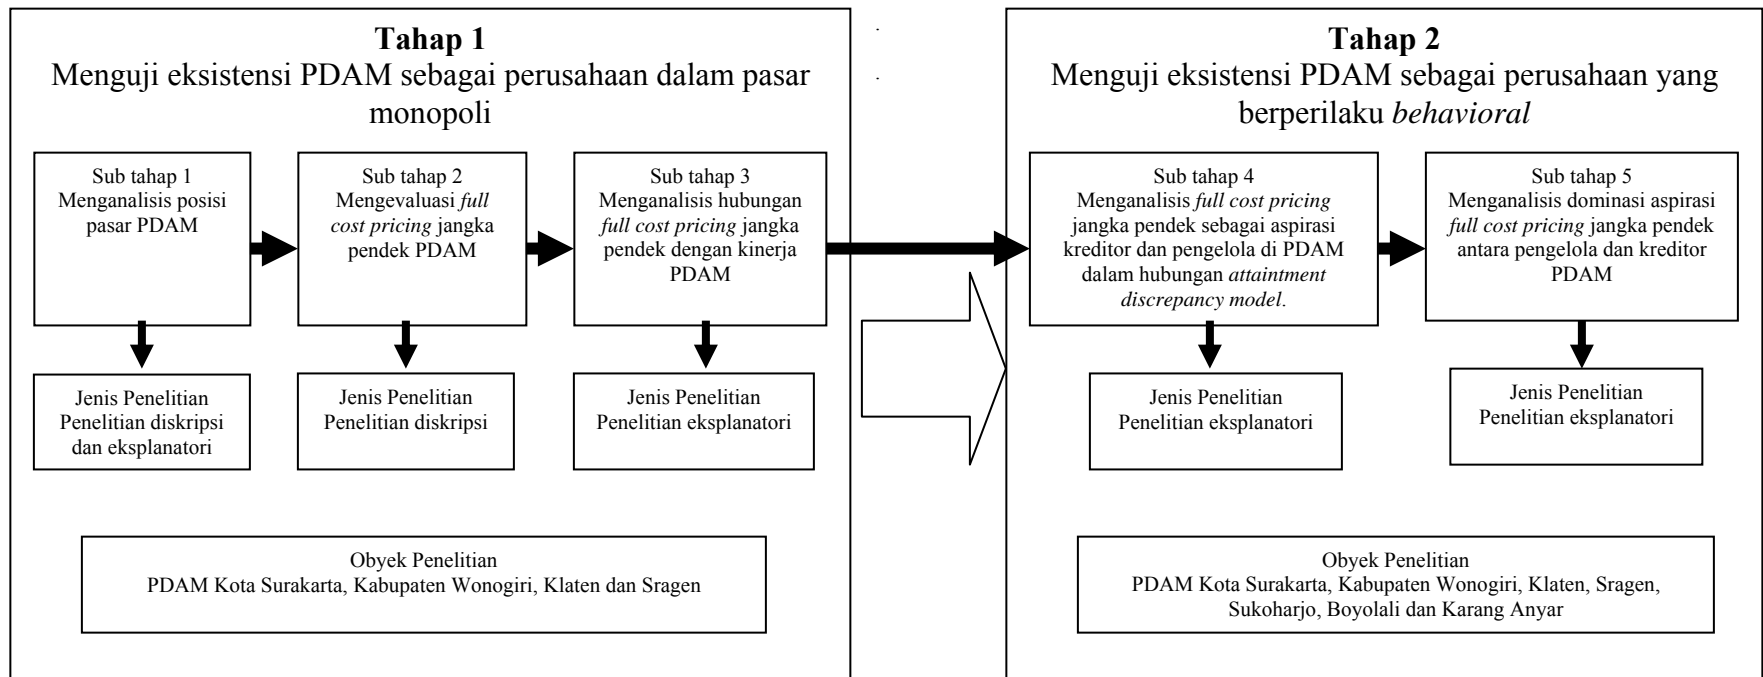 Tahap 1
Menguji eksistensi PDAM sebagai perusahaan dalam pasar
monopoli
Sub tahap 1
Menganalisis posisi
pasar PDAM
Sub tahap 2
Mengevaluasi full
cost pricing jangka
pendek PDAM
Sub tahap 3
Menganalisis hubungan
full cost pricing jangka
pendek dengan kinerja
PDAM
Jenis Penelitian
Penelitian diskripsi
dan eksplanatori
Jenis Penelitian
Penelitian diskripsi
Jenis Penelitian
Penelitian eksplanatori
Obyek Penelitian
PDAM Kota Surakarta, Kabupaten Wonogiri, Klaten dan Sragen
Tahap 2
Menguji eksistensi PDAM sebagai perusahaan yang
berperilaku behavioral
Sub tahap 4
Menganalisis full cost pricing
jangka pendek sebagai aspirasi
kreditor dan pengelola di PDAM
dalam hubungan attaintment
discrepancy model.
Sub tahap 5
Menganalisis dominasi aspirasi
full cost pricing jangka pendek
antara pengelola dan kreditor
PDAM
Jenis Penelitian
Penelitian eksplanatori
Jenis Penelitian
Penelitian eksplanatori
Obyek Penelitian
PDAM Kota Surakarta, Kabupaten Wonogiri, Klaten, Sragen,
Sukoharjo, Boyolali dan Karang Anyar